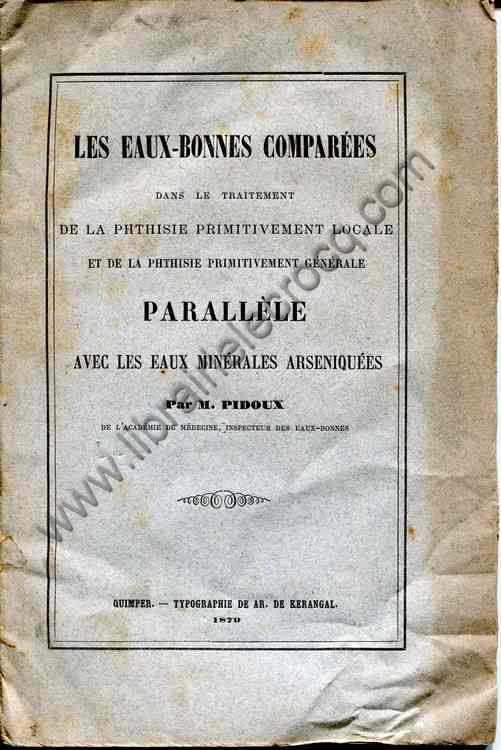 LES EAUX-BONNES COMPARÉES
DANS LE TRAITEMENT
DE LA PHTHISIE PRIMITIVEMENT LOCALE
ET DE LA PHTHISIE PRIMITIVEMENT GÉNÉRALE
PARALLÈLE
AVEC LES EAUX MINÉRALES ARSENIQUÉES
Par M. PIDOUX
DE L'ACADÉMIE DE MÉDECINE, INSPECTEUR DES EAUX-BONNES
QUIMPER. — TYPOGRAPHIE DE AR. DE KERANGAL.
1879
www.librairielecrocq.com